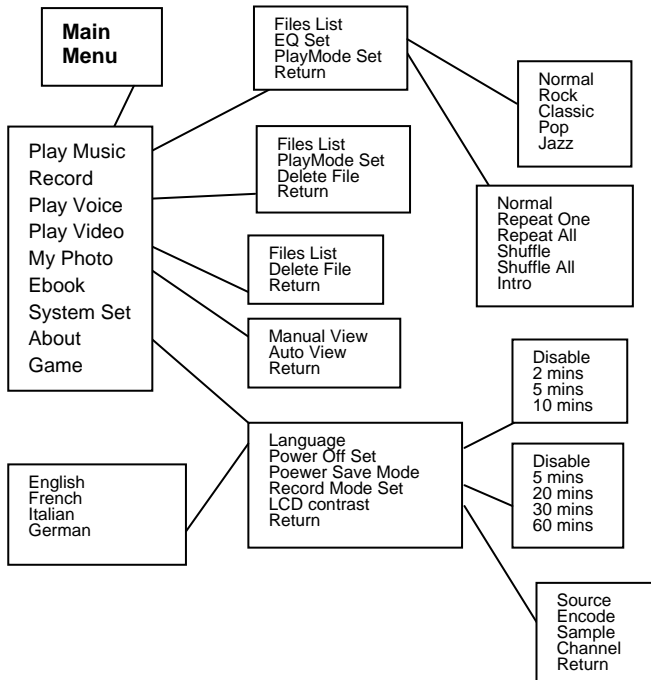 Main
Menu
Play Music
Record
Play Voice
Play Video
My Photo
Ebook
System Set
About
Game
Files List
EQ Set
PlayMode Set
Return
Normal
Rock
Classic
Pop
Jazz
Normal
Repeat One
Repeat All
Shuffle
Shuffle All
Intro
Files List
PlayMode Set
Delete File
Return
Files List
Delete File
Return
Manual View
Auto View
Return
Language
Power Off Set
Poewer Save Mode
Record Mode Set
LCD contrast
Return
English
French
Italian
German
Disable
2 mins
5 mins
10 mins
Disable
5 mins
20 mins
30 mins
60 mins
Source
Encode
Sample
Channel
Return